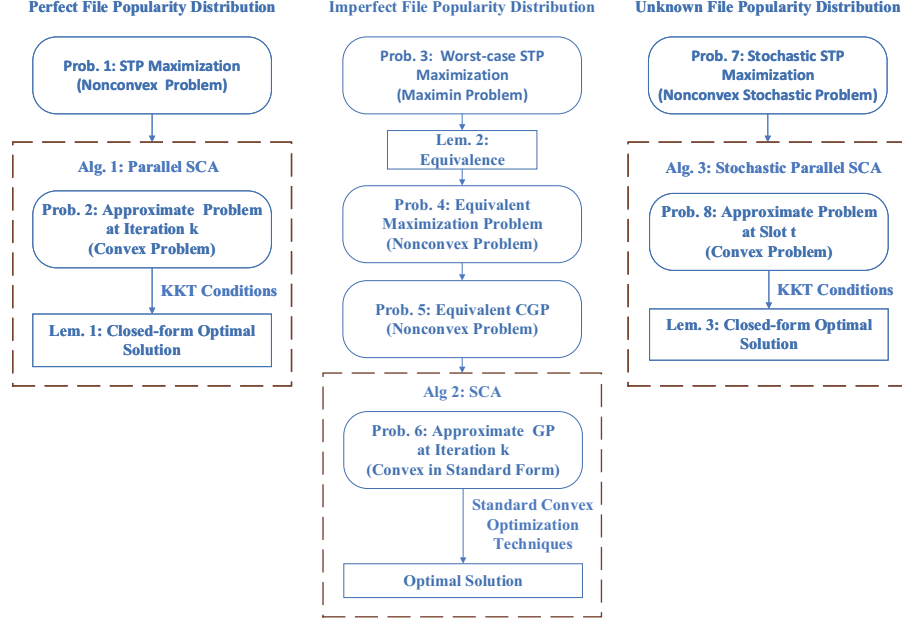 Perfect File Popularity Distribution
Prob. 1: STP Maximization
(Nonconvex Problem)
Alg. 1: Parallel SCA
Prob. 2: Approximate Problem
at Iteration k
(Convex Problem)
KKT Conditions
Lem. 1: Closed-form Optimal
Solution
Imperfect File Popularity Distribution
Prob. 3: Worst-case STP
Maximization
(Maximin Problem)
Lem. 2:
Equivalence
Prob. 4: Equivalent
Maximization Problem
(Nonconvex Problem)
Prob. 5: Equivalent CGP
(Nonconvex Problem)
Alg 2: SCA
Prob. 6: Approximate GP
at Iteration k
(Convex in Standard Form)
Standard Convex
Optimization
Techniques
Optimal Solution
Unknown File Popularity Distribution
Prob. 7: Stochastic STP
Maximization
(Nonconvex Stochastic Problem)
Alg. 3: Stochastic Parallel SCA
Prob. 8: Approximate Problem
at Slot t
(Convex Problem)
KKT Conditions
Lem. 3: Closed-form Optimal
Solution